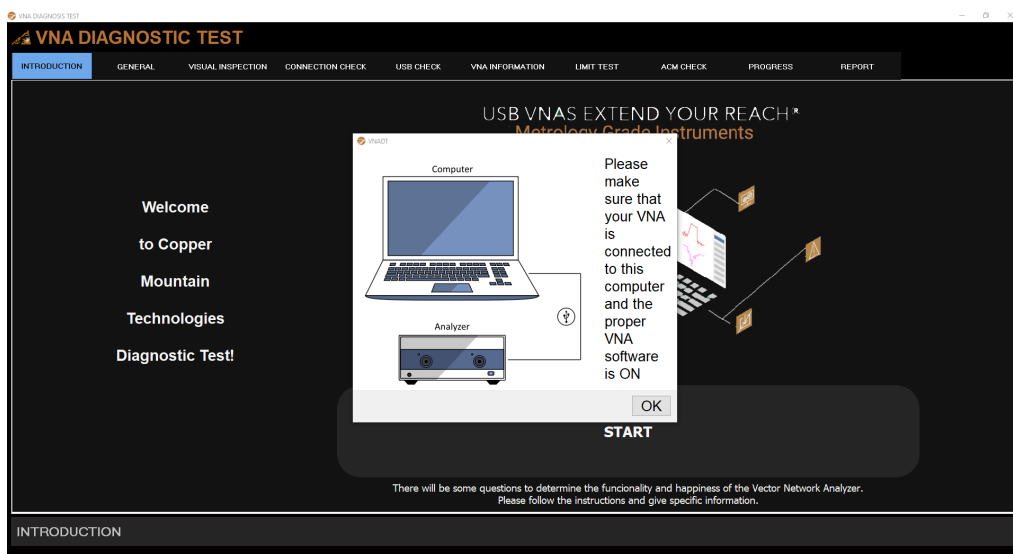 VNA DIAGNOSIS TEST
VNA DIAGNOSTIC TEST
INTRODUCTION GENERAL VISUAL INSPECTION CONNECTION CHECK USB CHECK VNA INFORMATION LIMIT TEST ACM CHECK PROGRESS REPORT
USB VNAS EXTEND YOUR REACH®
Metrology Grade Instruments
Welcome
to Copper
Mountain
Technologies
Diagnostic Test!
VNADT
Computer
Analyzer
Please
make
sure that
your VNA
is
connected
to this
computer
and the
proper
VNA
software
is ON
OK
START
There will be some questions to determine the funcionality and happiness of the Vector Network Analyzer.
Please follow the instructions and give specific information.
INTRODUCTION